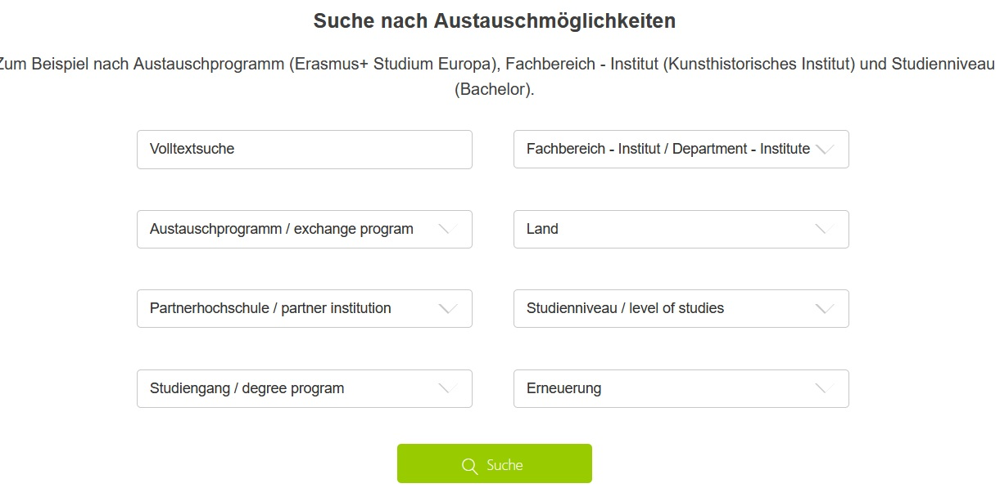 Suche nach Austauschmöglichkeiten
Zum Beispiel nach Austauschprogramm (Erasmus+ Studium Europa), Fachbereich - Institut (Kunsthistorisches Institut) und Studienniveau
(Bachelor).
Volltextsuche
Fachbereich - Institut / Department - Institute
Austauschprogramm / exchange program
Land
Partnerhochschule / partner institution
Studienniveau / level of studies
Studiengang / degree program
Erneuerung
Suche